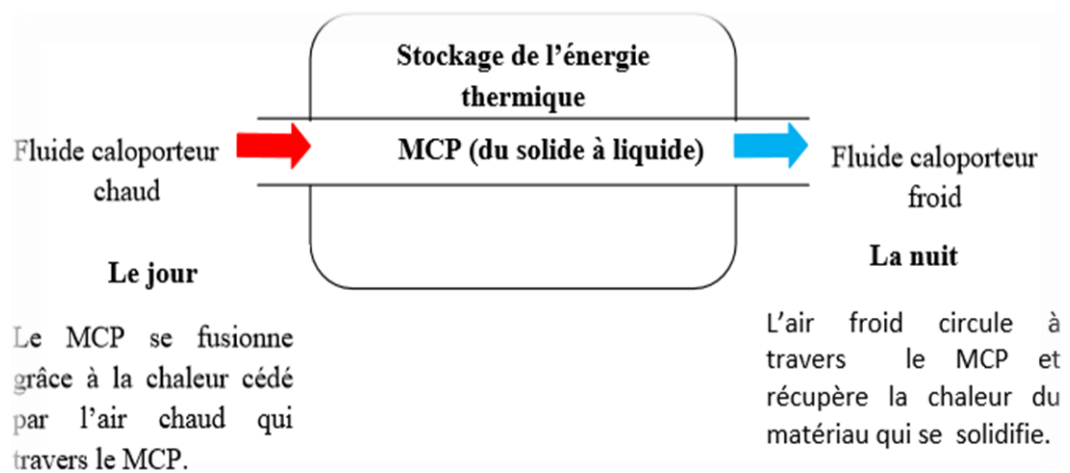 Stockage de l’énergie
thermique
Fluide caloporteur
chaud
MCP (du solide à liquide)
Fluide caloporteur
froid
Le jour
La nuit
Le MCP se fusionne
grâce à la chaleur cédé
par l’air chaud qui
travers le MCP.
L’air froid circule à
travers le MCP et
récupère la chaleur du
matériau qui se solidifie.